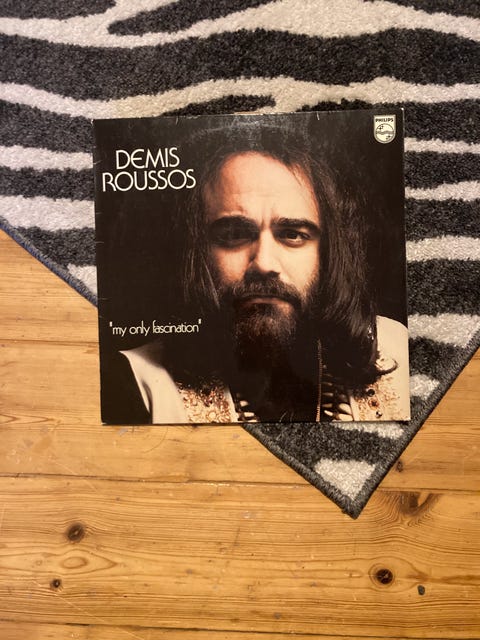 PHILIPS
DEMIS
ROUSSOS
"my only fascination"